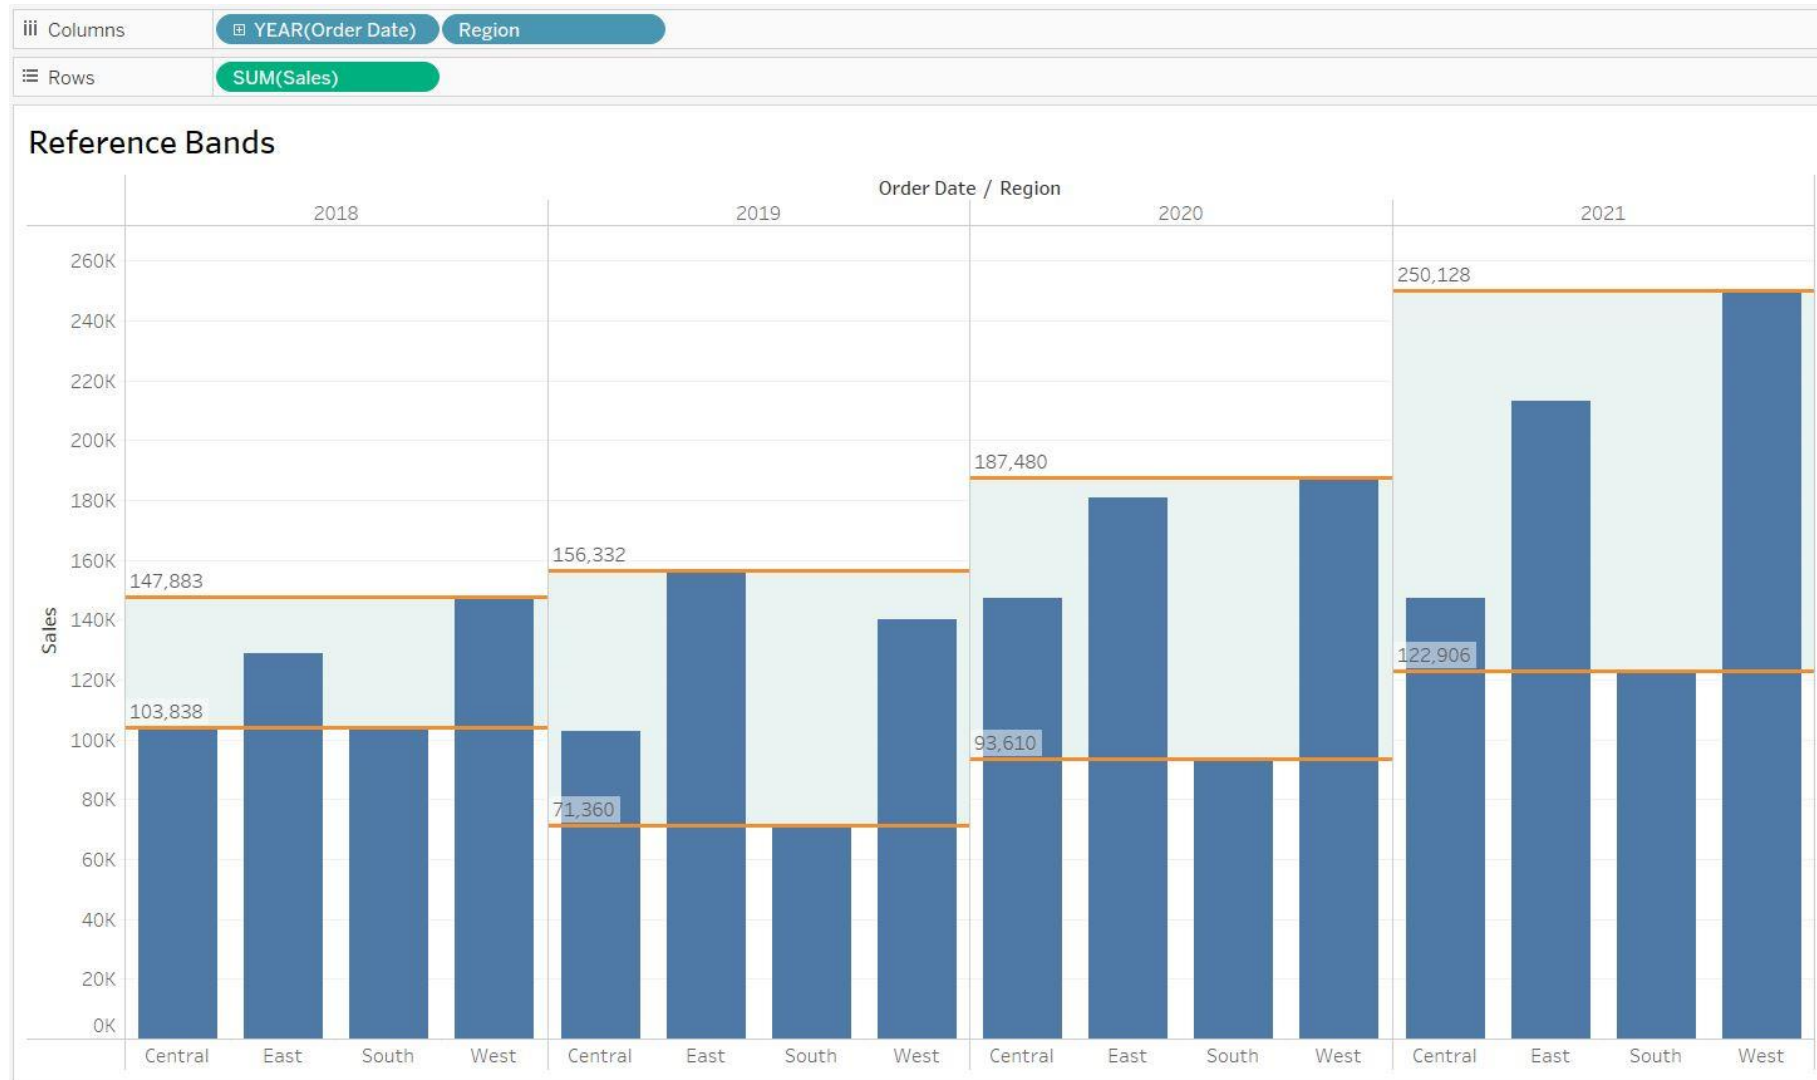 Columns YEAR(Order Date) Region
Rows SUM(Sales)
Reference Bands
Order Date / Region
2018 2019 2020 2021
260K
250,128
240K
220K
200K
187,480
180K
160K
156,332
147,883
140K
Sales
122,906
120K
103,838
100K
93,610
80K
71,360
60K
40K
20K
0K
Central East South West Central East South West Central East South West Central East South West